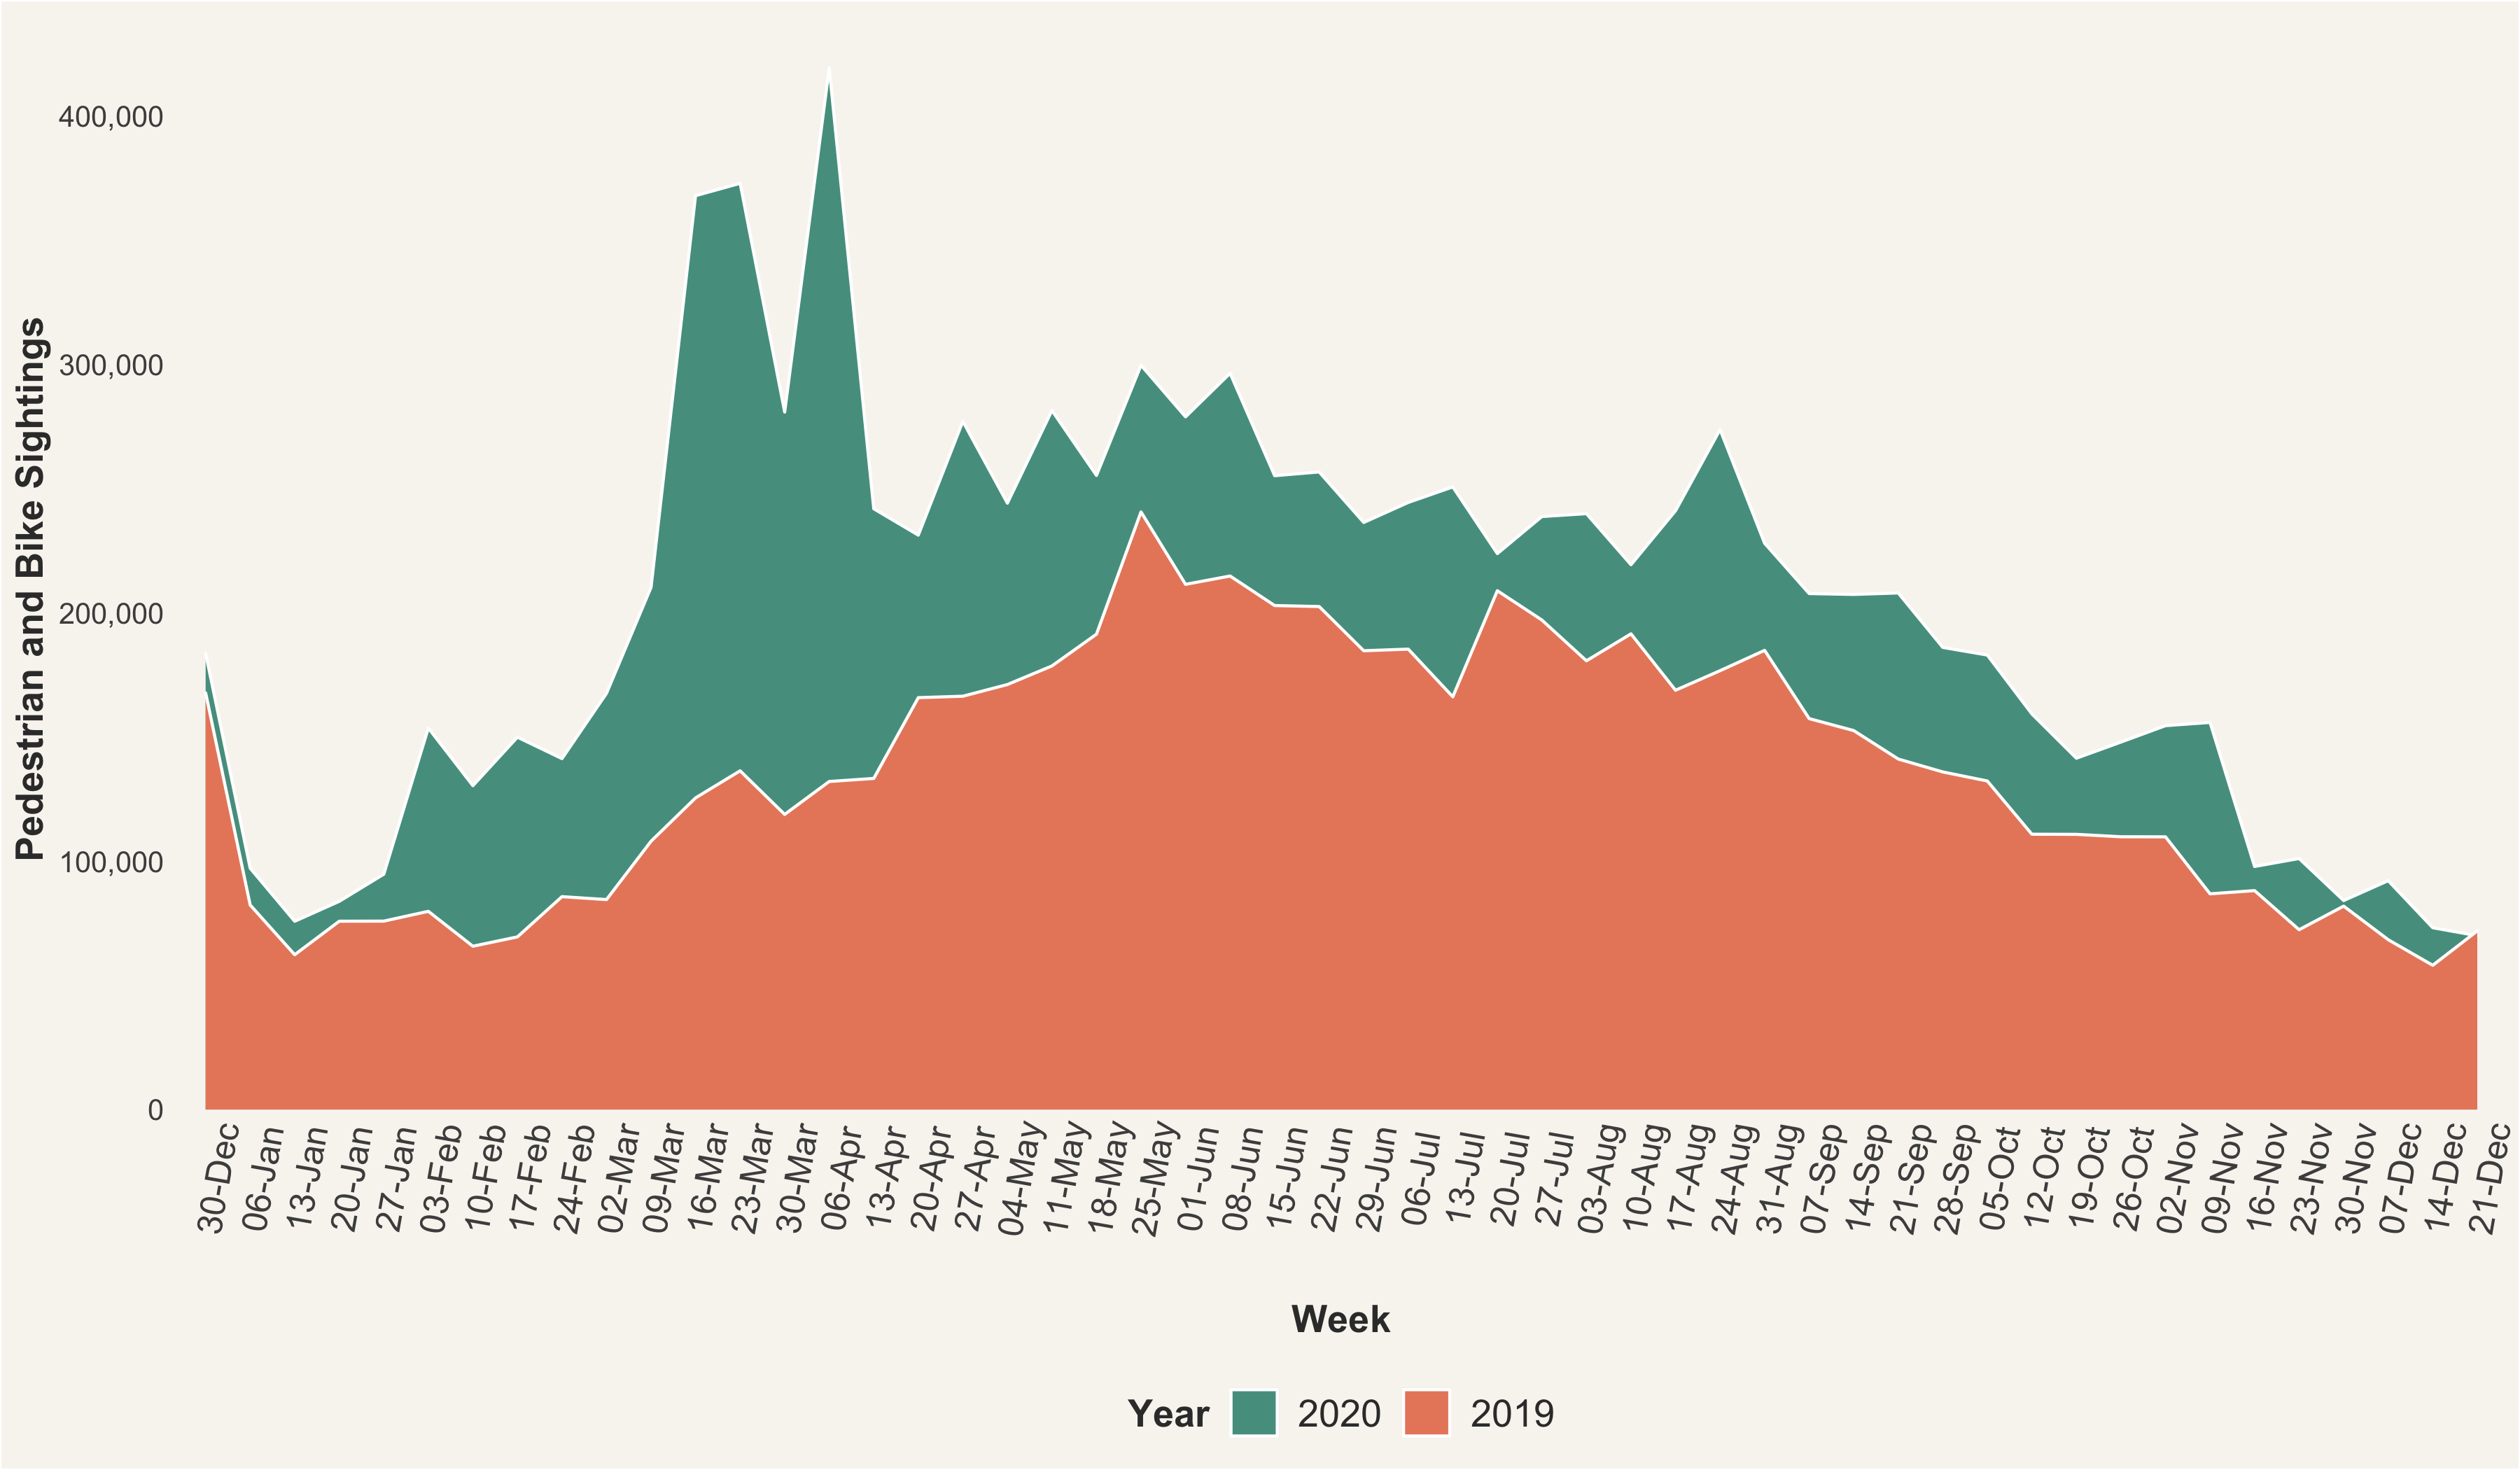 Pedestrian and Bike Sightings
400,000
300,000
200,000
100,000
0
30-Dec
06-Jan
13-Jan
20-Jan
27-Jan
03-Feb
10-Feb
17-Feb
24-Feb
02-Mar
09-Mar
16-Mar
23-Mar
30-Mar
06-Apr
13-Apr
20-Apr
27-Apr
04-May
11-May
18-May
25-May
01-Jun
08-Jun
15-Jun
22-Jun
29-Jun
06-Jul
13-Jul
20-Jul
27-Jul
03-Aug
10-Aug
17-Aug
24-Aug
31-Aug
07-Sep
14-Sep
21-Sep
28-Sep
05-Oct
12-Oct
19-Oct
26-Oct
02-Nov
09-Nov
16-Nov
23-Nov
30-Nov
07-Dec
14-Dec
21-Dec
Week
Year 2020 2019